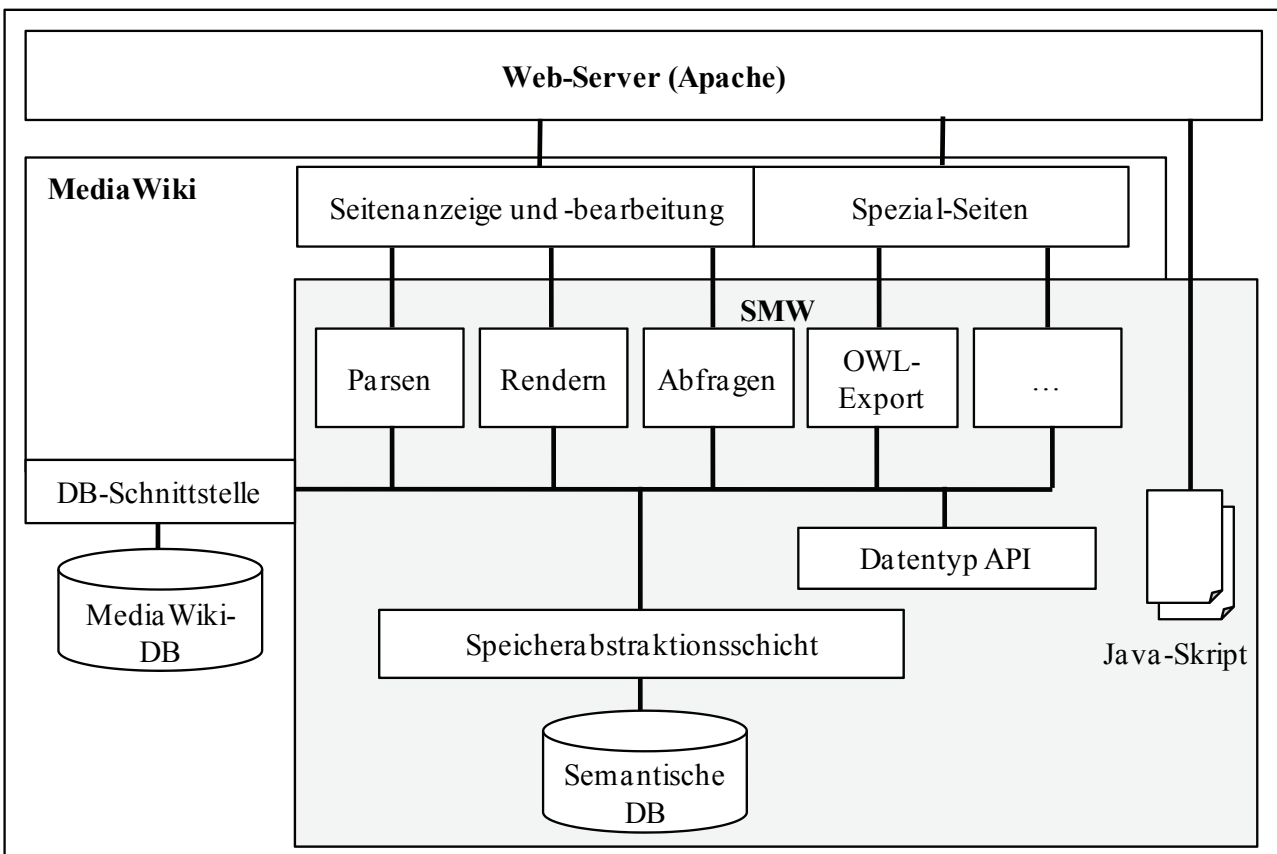 Web-Server (Apache)
MediaWiki
Seitenanzeige und -bearbeitung
Spezial-Seiten
SMW
Parsen
Rendern
Abfragen
OWL-
Export
…
DB-Schnittstelle
Datentyp API
MediaWiki-
DB
Speicherabstraktionsschicht
Java-Skript
Semantische
DB